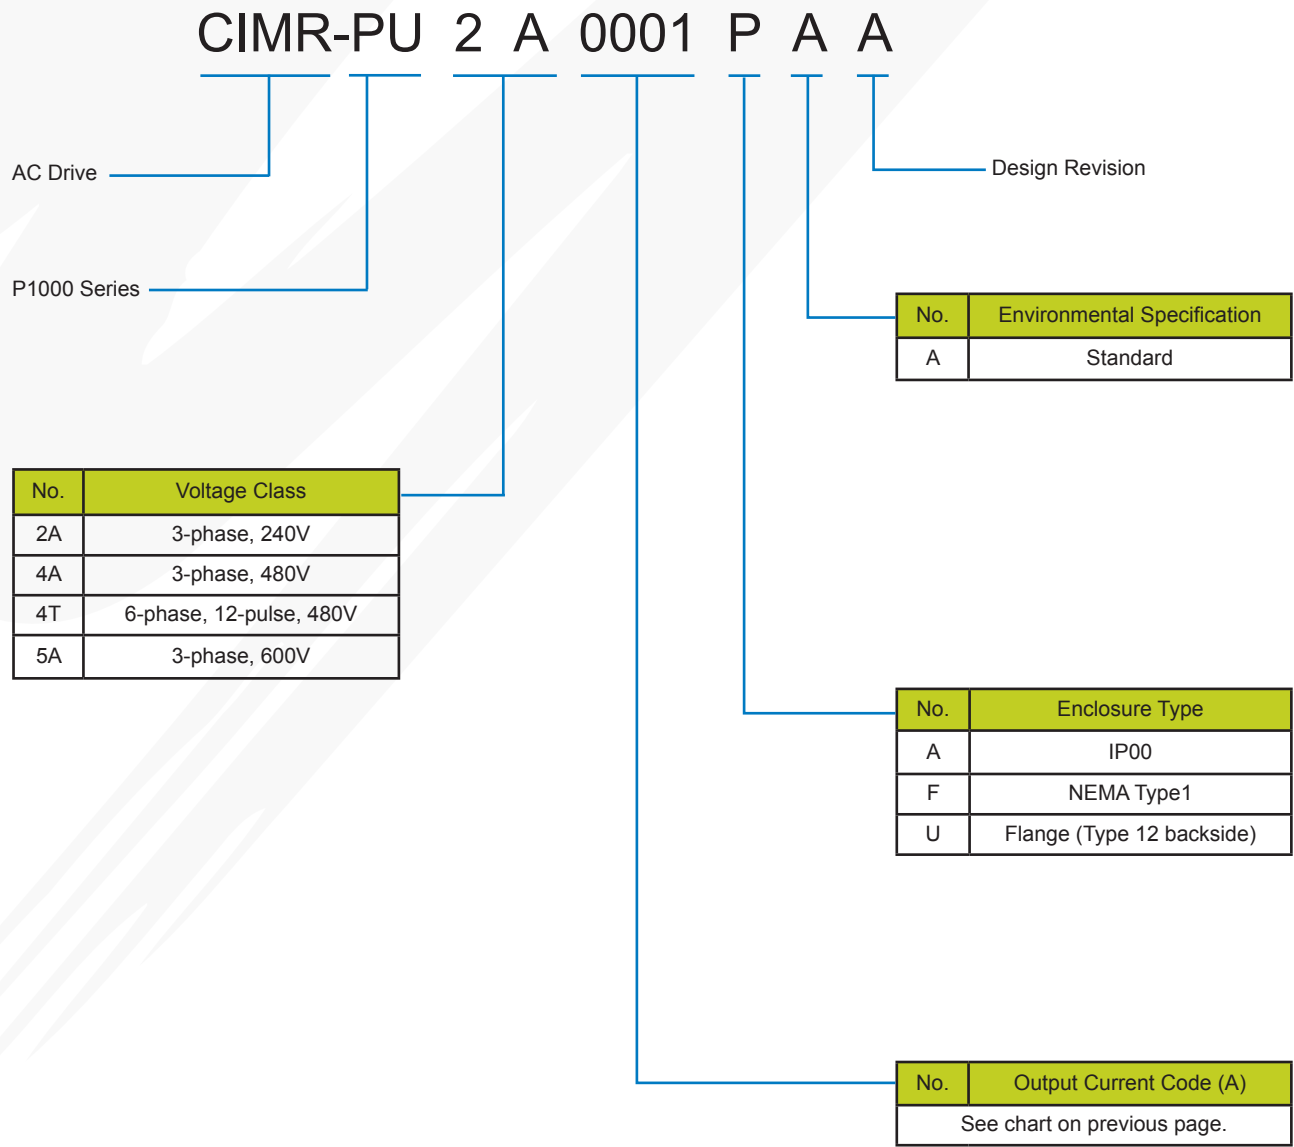 CIMR-PU 2 A 0001 P A A
AC Drive
Design Revision
P1000 Series
No. Environmental Specification
A Standard
No. Voltage Class
2A 3-phase, 240V
4A 3-phase, 480V
4T 6-phase, 12-pulse, 480V
5A 3-phase, 600V
No. Enclosure Type
A IP00
F NEMA Type1
U Flange (Type 12 backside)
No. Output Current Code (A)
See chart on previous page.